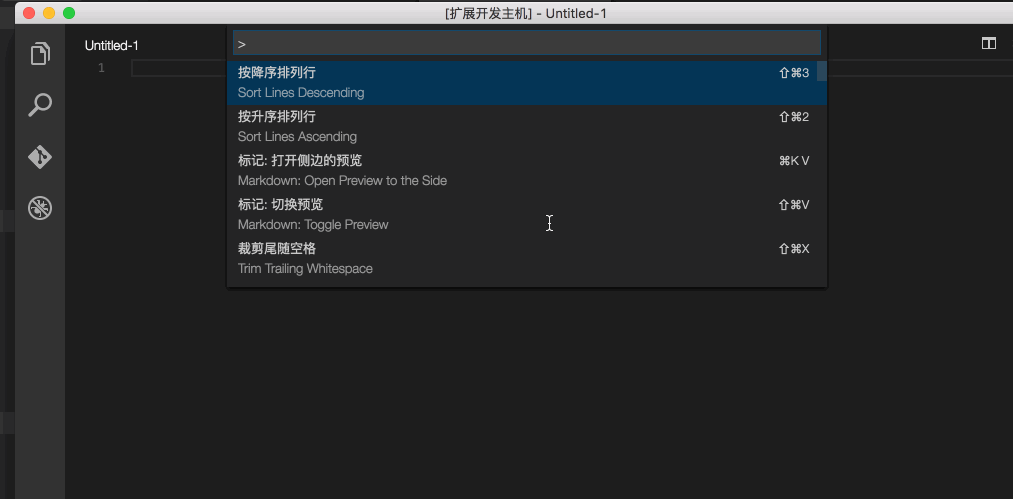 [扩展开发主机] - Untitled-1
Untitled-1
>
1
按降序排列行 ⇧⌘3
Sort Lines Descending
按升序排列行 ⇧⌘2
Sort Lines Ascending
标记: 打开侧边的预览 ⌘K V
Markdown: Open Preview to the Side
标记: 切换预览 ⇧⌘V
Markdown: Toggle Preview
裁剪尾随空格 ⇧⌘X
Trim Trailing Whitespace